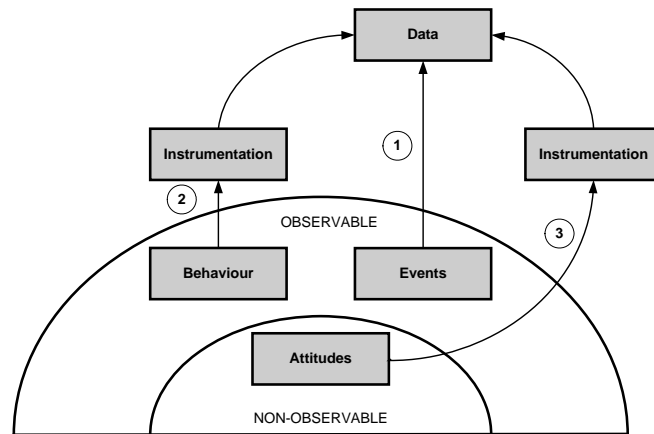 Data
Instrumentation
1
Instrumentation
2
OBSERVABLE
3
Behaviour
Events
Attitudes
NON-OBSERVABLE